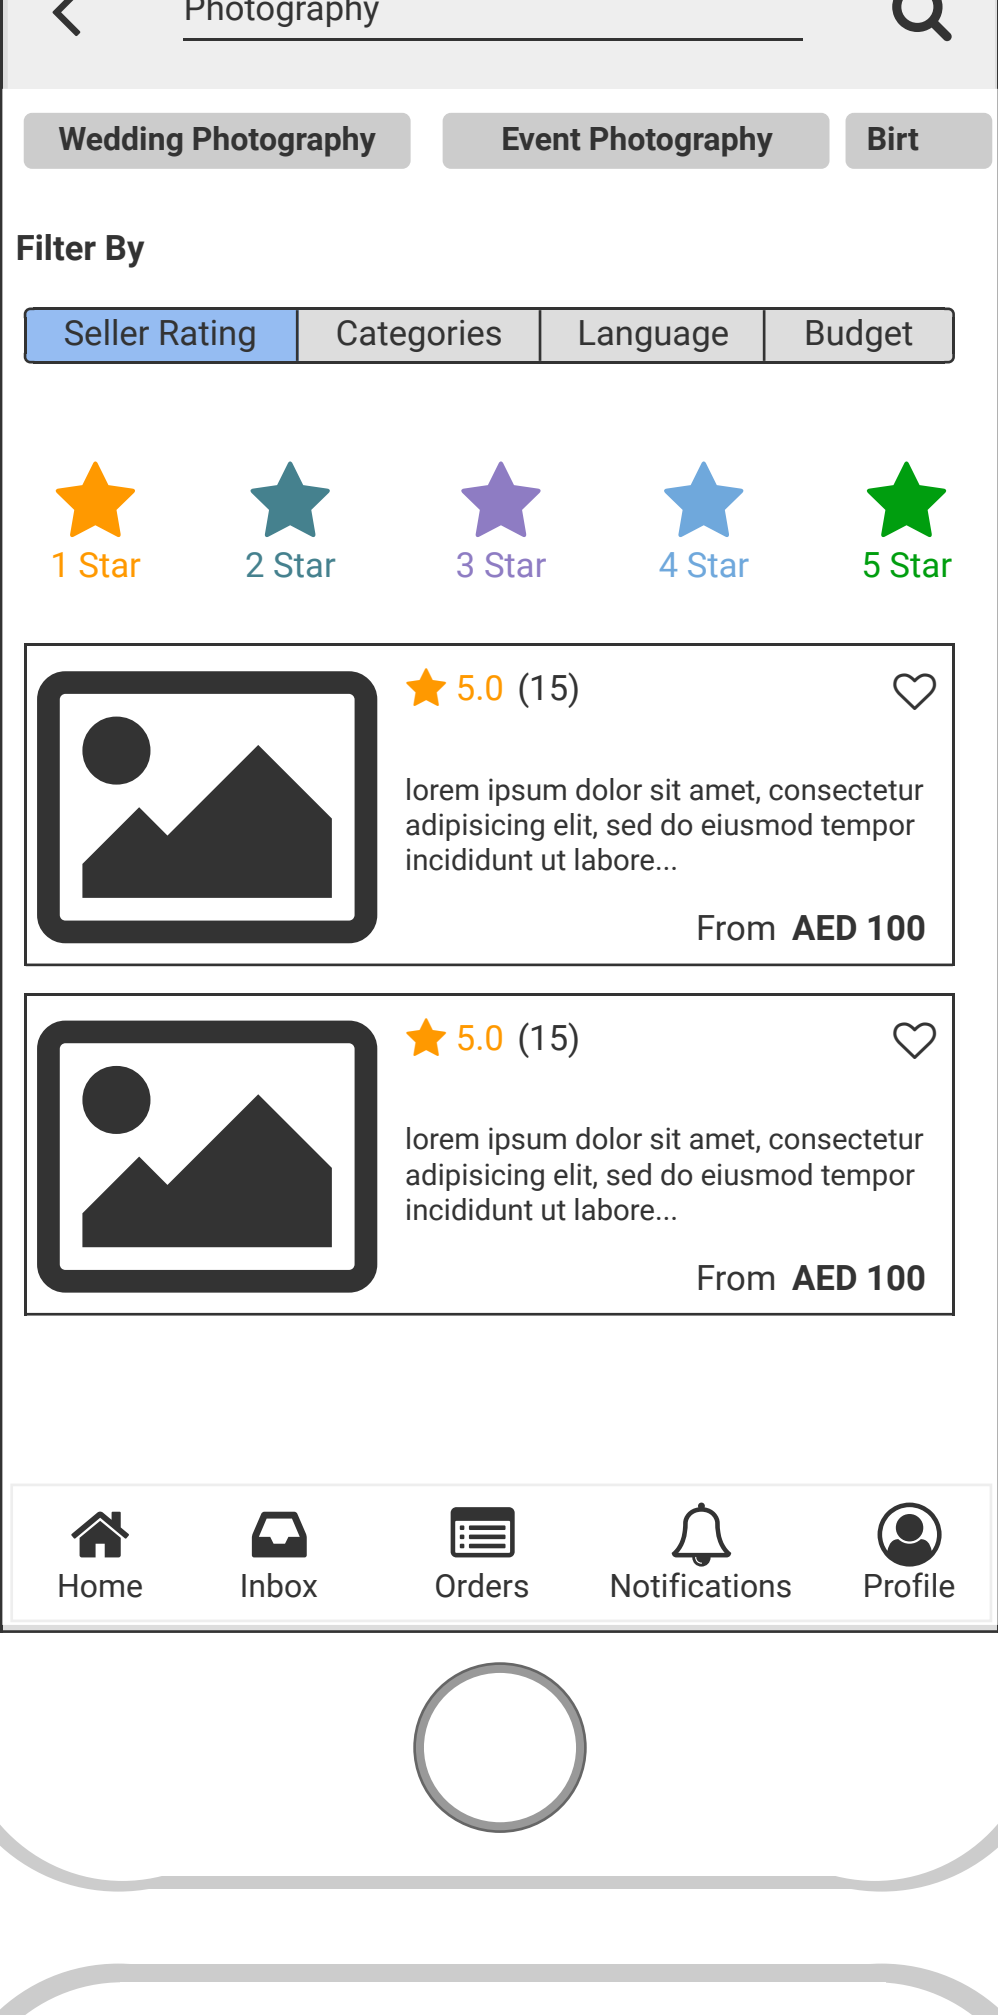 Photography
Wedding Photography Event Photography Birt
Filter By
Seller Rating Categories Language Budget
1 Star 2 Star 3 Star 4 Star 5 Star
5.0 (15)
lorem ipsum dolor sit amet, consectetur
adipisicing elit, sed do eiusmod tempor
incididunt ut labore...
From AED 100
5.0 (15)
lorem ipsum dolor sit amet, consectetur
adipisicing elit, sed do eiusmod tempor
incididunt ut labore...
From AED 100
Home Inbox Orders Notifications Profile